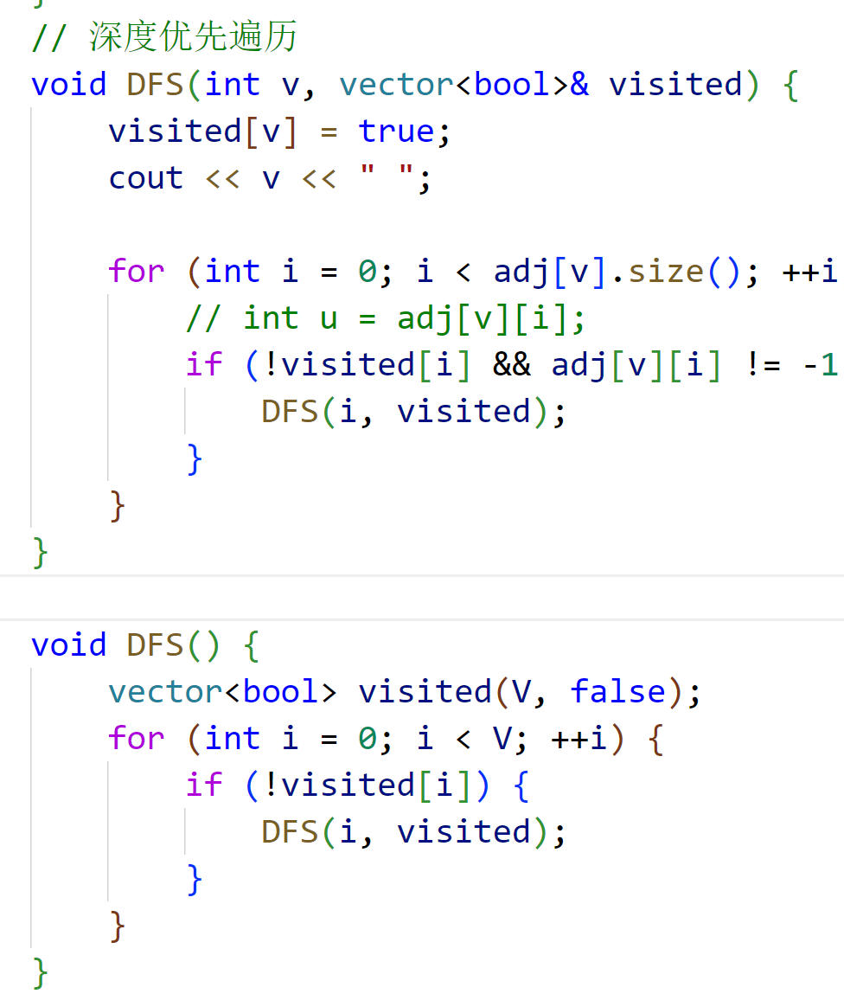 }
// 深度优先遍历
void DFS(int v, vector<bool>& visited) {
    visited[v] = true;
    cout << v << " ";

    for (int i = 0; i < adj[v].size(); ++i
        // int u = adj[v][i];
        if (!visited[i] && adj[v][i] != -1
            DFS(i, visited);
        }
    }
}

void DFS() {
    vector<bool> visited(V, false);
    for (int i = 0; i < V; ++i) {
        if (!visited[i]) {
            DFS(i, visited);
        }
    }
}